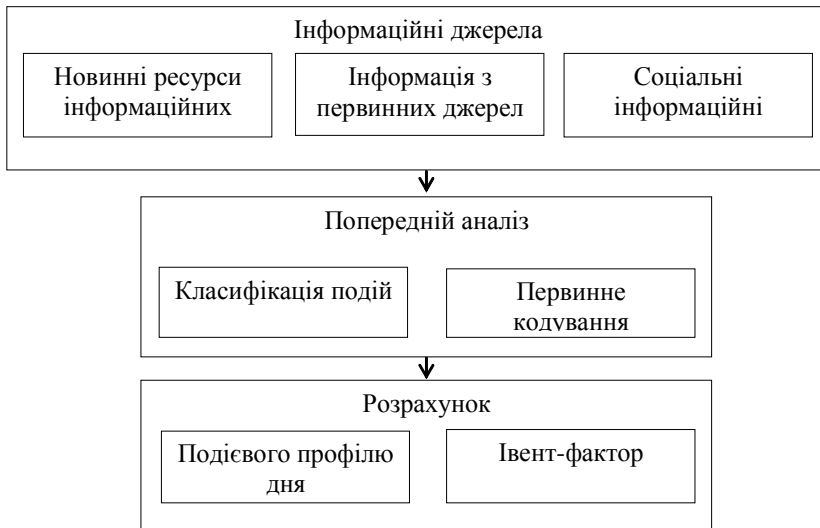 Інформаційні джерела
Новинні ресурси
інформаційних
Інформація з
первинних джерел
Соціальні
інформаційні
Попередній аналіз
Класифікація подій
Первинне
кодування
Розрахунок
Подієвого профілю
дня
Івент-фактор